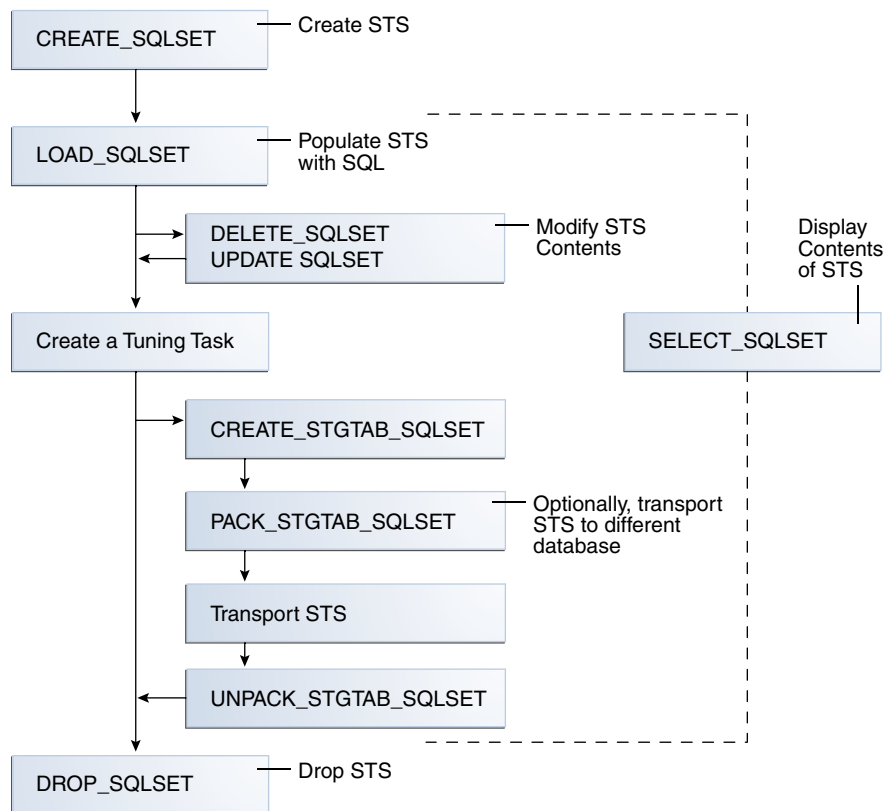 CREATE_SQLSET
Create STS
LOAD_SQLSET
Populate STS
with SQL
DELETE_SQLSET
UPDATE SQLSET
Modify STS
Contents
Display
Contents
of STS
Create a Tuning Task
SELECT_SQLSET
CREATE_STGTAB_SQLSET
PACK_STGTAB_SQLSET
Optionally, transport
STS to different
database
Transport STS
UNPACK_STGTAB_SQLSET
DROP_SQLSET
Drop STS